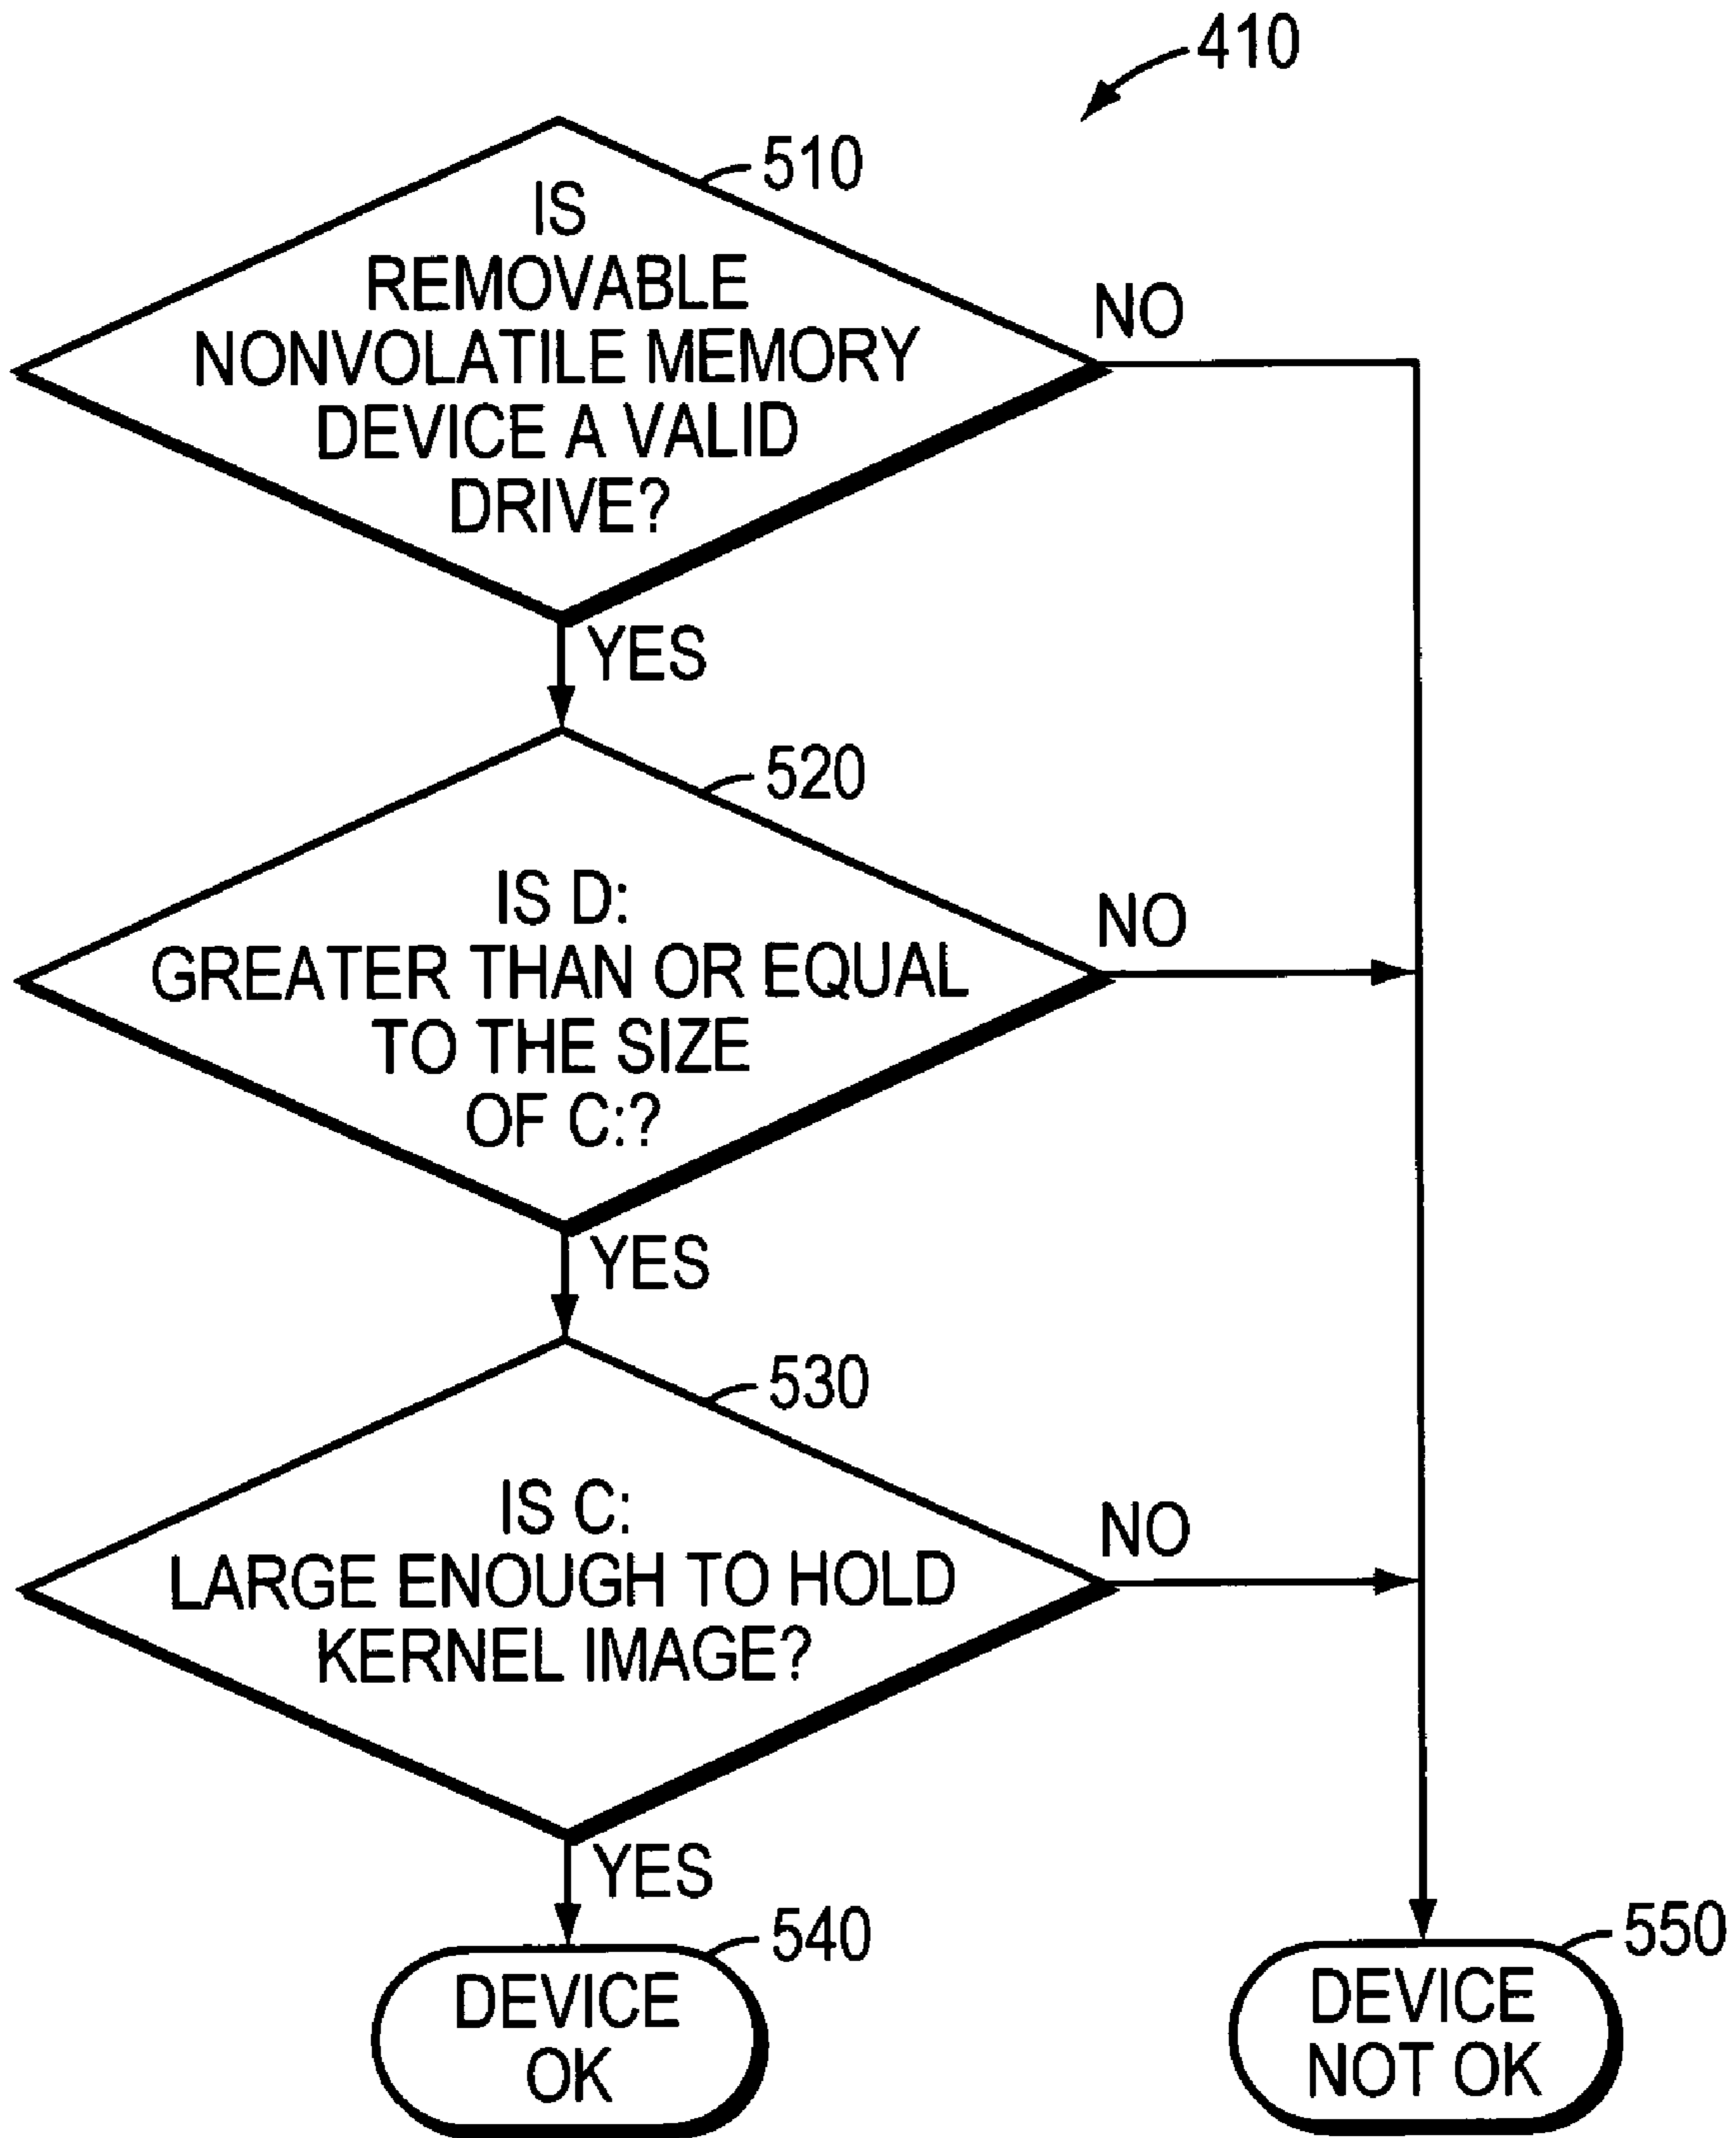 410
510
IS
REMOVABLE
NONVOLATILE MEMORY
DEVICE A VALID
DRIVE?
NO
YES
520
IS D:
GREATER THAN OR EQUAL
TO THE SIZE
OF C:?
NO
YES
530
IS C:
LARGE ENOUGH TO HOLD
KERNEL IMAGE?
NO
YES
540
DEVICE
OK
550
DEVICE
NOT OK